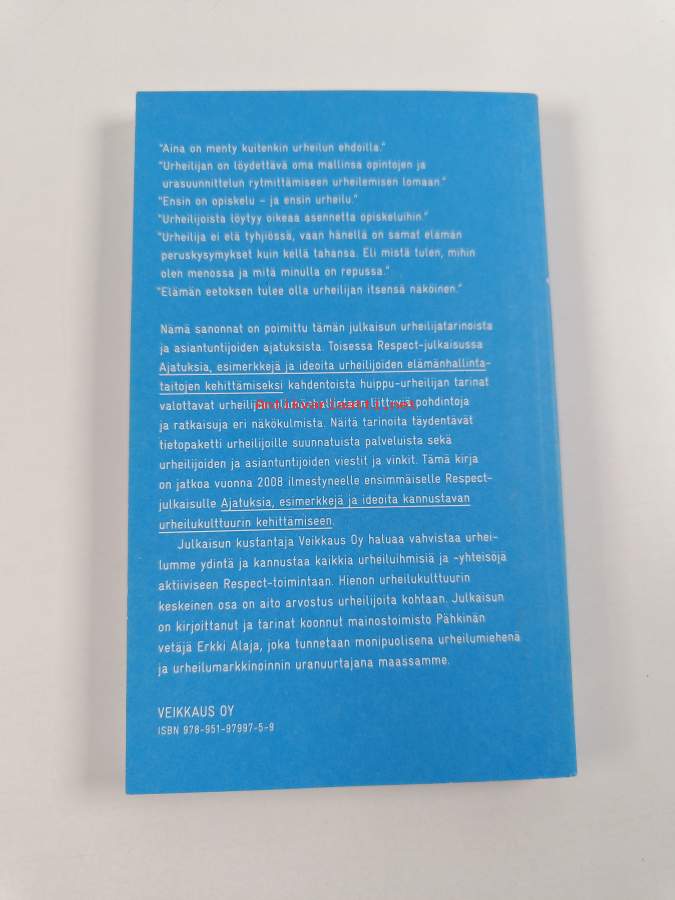 "Aina on menty kuitenkin urheilun ehdoilla."
"Urheilijan on löydettävä oma mallinsa opintojen ja
urasuunnittelun rytmittämiseen urheilemisen lomaan."
"Ensin on opiskelu – ja ensin urheilu."
"Urheilijoista löytyy oikeaa asennetta opiskeluihin."
"Urheilija ei elä tyhjiössä, vaan hänellä on samat elämän
peruskysymykset kuin kellä tahansa. Eli mistä tulen, mihin
olen menossa ja mitä minulla on repussa."
"Elämän eetoksen tulee olla urheilijan itsensä näköinen."
Nämä sanonnat on poimittu tämän julkaisun urheilijatarinoista
ja asiantuntijoiden ajatuksista. Toisessa Respect-julkaisussa
Ajatuksia, esimerkkejä ja ideoita urheilijoiden elämänhallinta-
taitojen kehittämiseksi kahdentoista huippu-urheilijan tarinat
valottavat urheilijan elämänhallintaan liittyviä pohdintoja
ja ratkaisuja eri näkökulmista. Näitä tarinoita täydentävät
tietopaketti urheilijoille suunnatuista palveluista sekä
urheilijoiden ja asiantuntijoiden viestit ja vinkit. Tämä kirja
on jatkoa vuonna 2008 ilmestyneelle ensimmäiselle Respect-
julkaisulle Ajatuksia, esimerkkejä ja ideoita kannustavan
urheilukulttuurin kehittämiseen.
Julkaisun kustantaja Veikkaus Oy haluaa vahvistaa urhei-
lumme ydintä ja kannustaa kaikkia urheiluihmisiä ja -yhteisöjä
aktiiviseen Respect-toimintaan. Hienon urheilukulttuurin
keskeinen osa on aito arvostus urheilijoita kohtaan. Julkaisun
on kirjoittanut ja tarinat koonnut mainostoimisto Pähkinän
vetäjä Erkki Alaja, joka tunnetaan monipuolisena urheilumiehenä
ja urheilumarkkinoinnin uranuurtajana maassamme.
VEIKKAUS OY
ISBN 978-951-97997-5-9